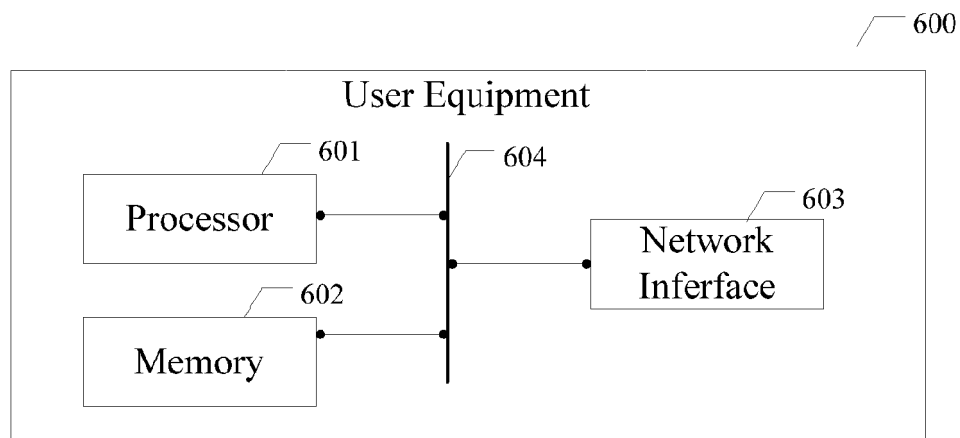 600
User Equipment
601
604
Processor
603
Network
Inferface
602
Memory